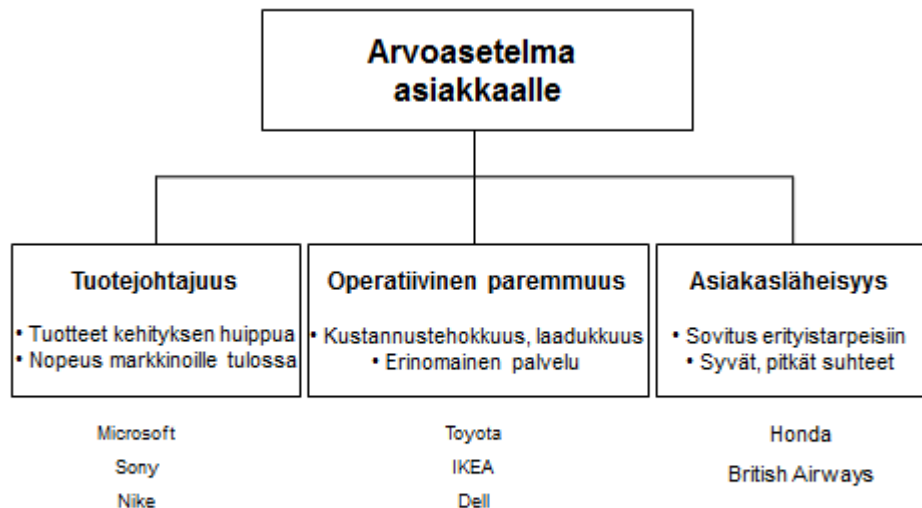 Arvoasetelma
asiakkaalle
Tuotejohtajuus
• Tuotteet kehityksen huippua
• Nopeus markkinoille tulossa
Operatiivinen paremmuus
• Kustannustehokkuus, laadukkuus
• Erinomainen palvelu
Asiakasläheisyys
• Sovitus erityistarpeisiin
• Syvät, pitkät suhteet
Microsoft
Sony
Nike
Toyota
IKEA
Dell
Honda
British Airways